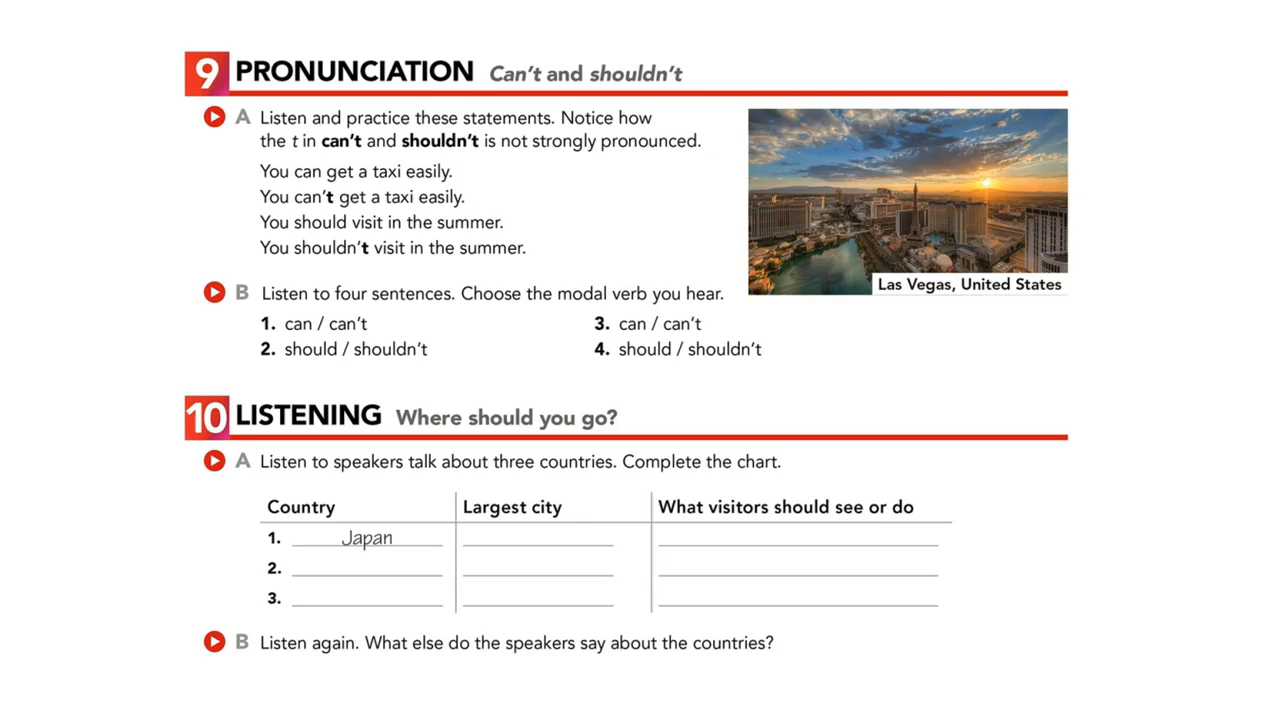 9 PRONUNCIATION Can't and shouldn't
A Listen and practice these statements. Notice how
the t in can't and shouldn't is not strongly pronounced.
You can get a taxi easily.
You can't get a taxi easily.
You should visit in the summer.
You shouldn't visit in the summer.
Las Vegas, United States
B Listen to four sentences. Choose the modal verb you hear.
1. can / can't 3. can / can't
2. should / shouldn't 4. should / shouldn't
10 LISTENING Where should you go?
A Listen to speakers talk about three countries. Complete the chart.
Country Largest city What visitors should see or do
1. Japan
2.
3.
B Listen again. What else do the speakers say about the countries?